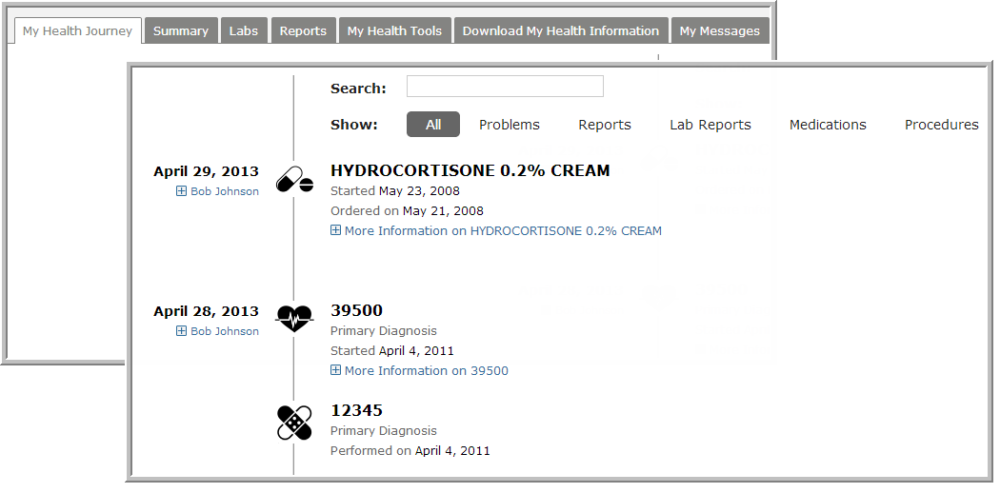 My Health Journey Summary Labs Reports My Health Tools Download My Health Information My Messages
Search:
Show: All Problems Reports Lab Reports Medications Procedures
April 29, 2013 HYDROCORTISONE 0.2% CREAM
Bob Johnson Started May 23, 2008
Ordered on May 21, 2008
More Information on HYDROCORTISONE 0.2% CREAM
April 28, 2013 39500
Bob Johnson Primary Diagnosis
Started April 4, 2011
More Information on 39500
12345
Primary Diagnosis
Performed on April 4, 2011